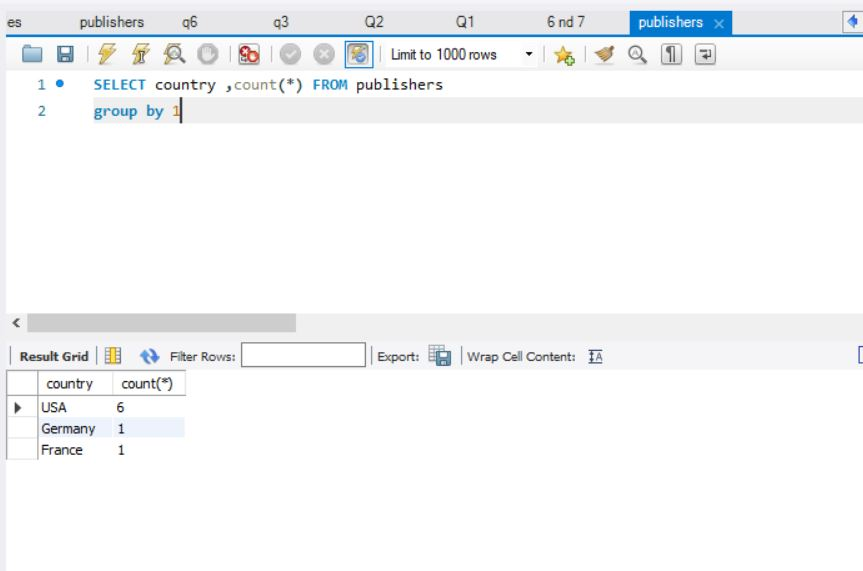 es publishers q6 q3 Q2 Q1 6 nd 7 publishers
Limit to 1000 rows
1 SELECT country ,count(*) FROM publishers
2 group by 1
Result Grid Filter Rows: Export: Wrap Cell Content: IA
country count(*)
USA 6
Germany 1
France 1